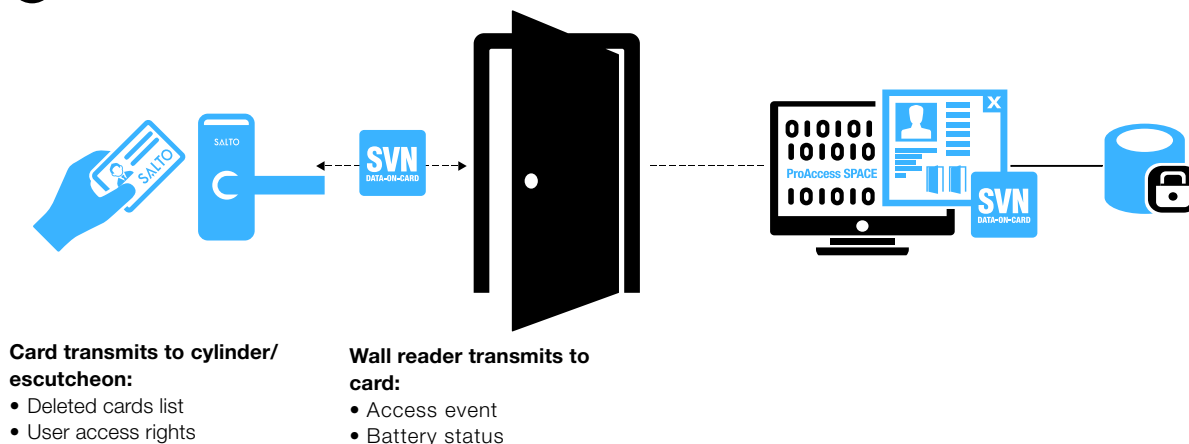 SALTO
SALTO
SVN
DATA-ON-CARD
010101
101010
ProAccess SPACE
101010
X
SVN
DATA-ON-CARD
Card transmits to cylinder/
escutcheon:
• Deleted cards list
• User access rights
Wall reader transmits to
card:
• Access event
• Battery status